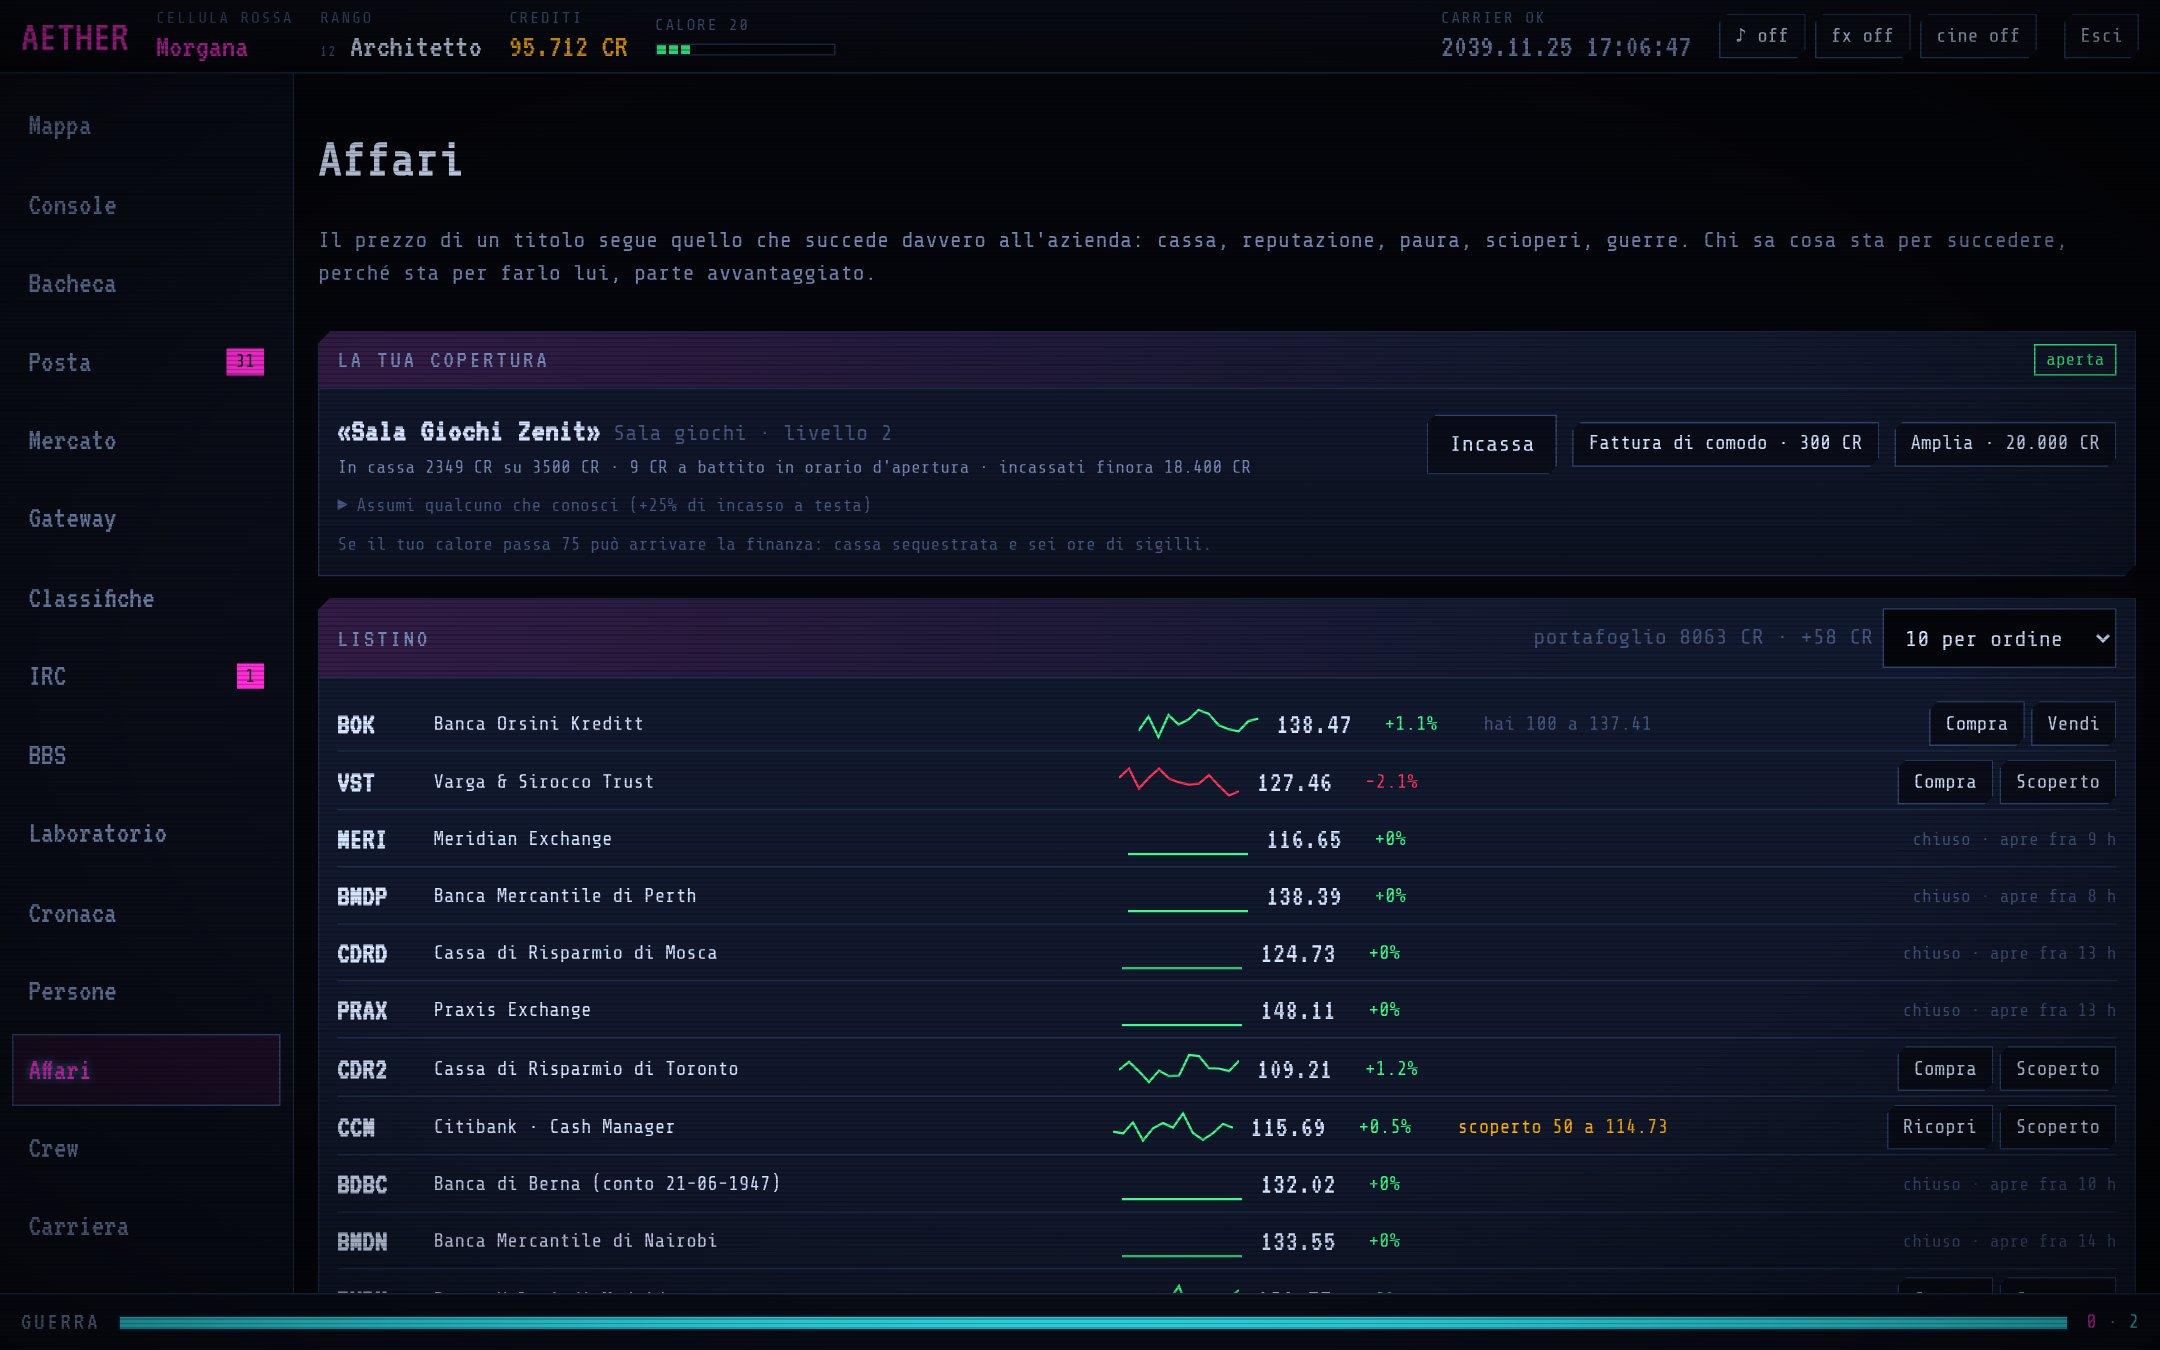 AETHER
CELLULA ROSSA
Morgana
RANGO
12 Architetto
CREDITI
95.712 CR
CALORE 20
CARRIER OK
2039.11.25 17:06:47
♪ off
fx off
cine off
Esci
Mappa
Console
Bacheca
Posta 31
Mercato
Gateway
Classifiche
IRC 1
BBS
Laboratorio
Cronaca
Persone
Affari
Crew
Carriera
Affari
Il prezzo di un titolo segue quello che succede davvero all'azienda: cassa, reputazione, paura, scioperi, guerre. Chi sa cosa sta per succedere,
perché sta per farlo lui, parte avvantaggiato.
LA TUA COPERTURA
aperta
«Sala Giochi Zenit» Sala giochi · livello 2
In cassa 2349 CR su 3500 CR · 9 CR a battito in orario d'apertura · incassati finora 18.400 CR
Incassa
Fattura di comodo · 300 CR
Amplia · 20.000 CR
▶ Assumi qualcuno che conosci (+25% di incasso a testa)
Se il tuo calore passa 75 può arrivare la finanza: cassa sequestrata e sei ore di sigilli.
LISTINO
portafoglio 8063 CR · +58 CR
10 per ordine
BOK Banca Orsini Kreditt 138.47 +1.1% hai 100 a 137.41 Compra Vendi
VST Varga & Sirocco Trust 127.46 -2.1% Compra Scoperto
MERI Meridian Exchange 116.65 +0% chiuso · apre fra 9 h
BMDP Banca Mercantile di Perth 138.39 +0% chiuso · apre fra 8 h
CDRD Cassa di Risparmio di Mosca 124.73 +0% chiuso · apre fra 13 h
PRAX Praxis Exchange 148.11 +0% chiuso · apre fra 13 h
CDR2 Cassa di Risparmio di Toronto 109.21 +1.2% Compra Scoperto
CCM Citibank · Cash Manager 115.69 +0.5% scoperto 50 a 114.73 Ricopri Scoperto
BDBC Banca di Berna (conto 21-06-1947) 132.02 +0% chiuso · apre fra 10 h
BMDN Banca Mercantile di Nairobi 133.55 +0% chiuso · apre fra 14 h
GUERRA
0 · 2